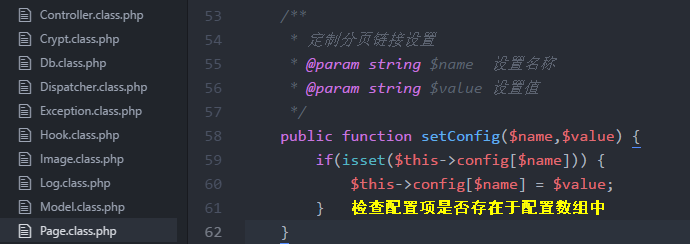 Controller.class.php
Crypt.class.php
Db.class.php
Dispatcher.class.php
Exception.class.php
Hook.class.php
Image.class.php
Log.class.php
Model.class.php
Page.class.php
53 /**
54 * 定制分页链接设置
55 * @param string $name 设置名称
56 * @param string $value 设置值
57 */
58 public function setConfig($name,$value) {
59 if(isset($this->config[$name])) {
60 $this->config[$name] = $value;
61 } 检查配置项是否存在于配置数组中
62 }